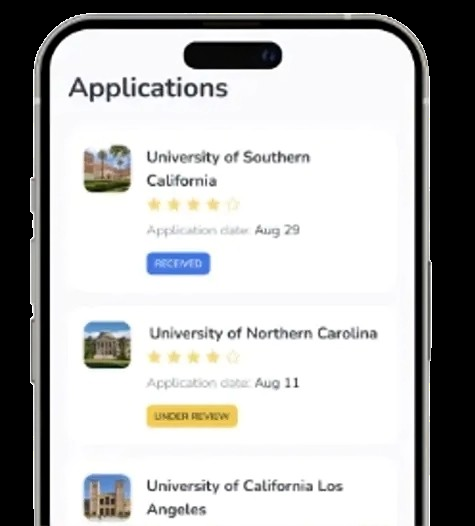 Applications
University of Southern
California
Application date: Aug 29
RECEIVED
University of Northern Carolina
Application date: Aug 11
UNDER REVIEW
University of California Los
Angeles